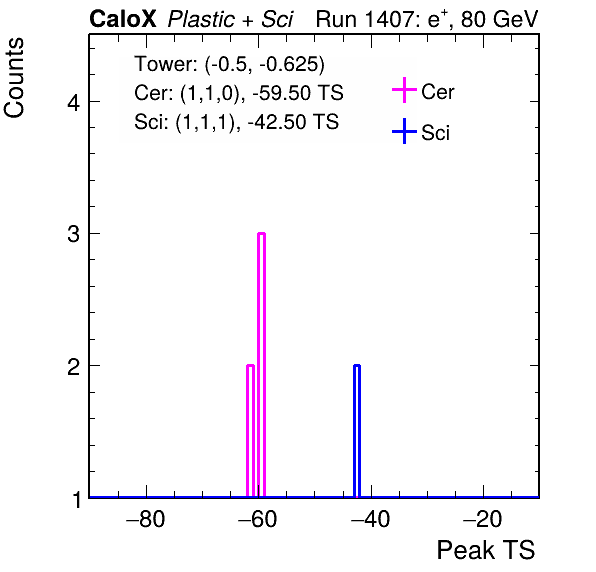 CaloX Plastic + Sci Run 1407: e+, 80 GeV
Counts
Tower: (-0.5, -0.625)
Cer: (1,1,0), -59.50 TS
Sci: (1,1,1), -42.50 TS
Cer
Sci
4
3
2
1
−80 −60 −40 −20
Peak TS